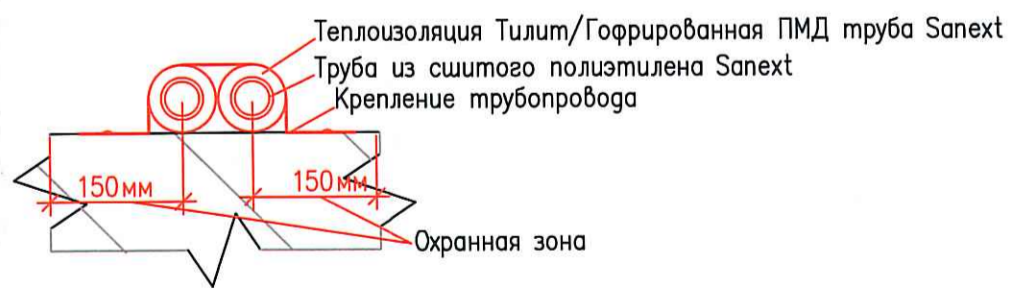 Теплоизоляция Тилит/Гофрированная ПМД труба Sanext
Труба из сшитого полиэтилена Sanext
Крепление трубопровода
150мм 150мм
Охранная зона